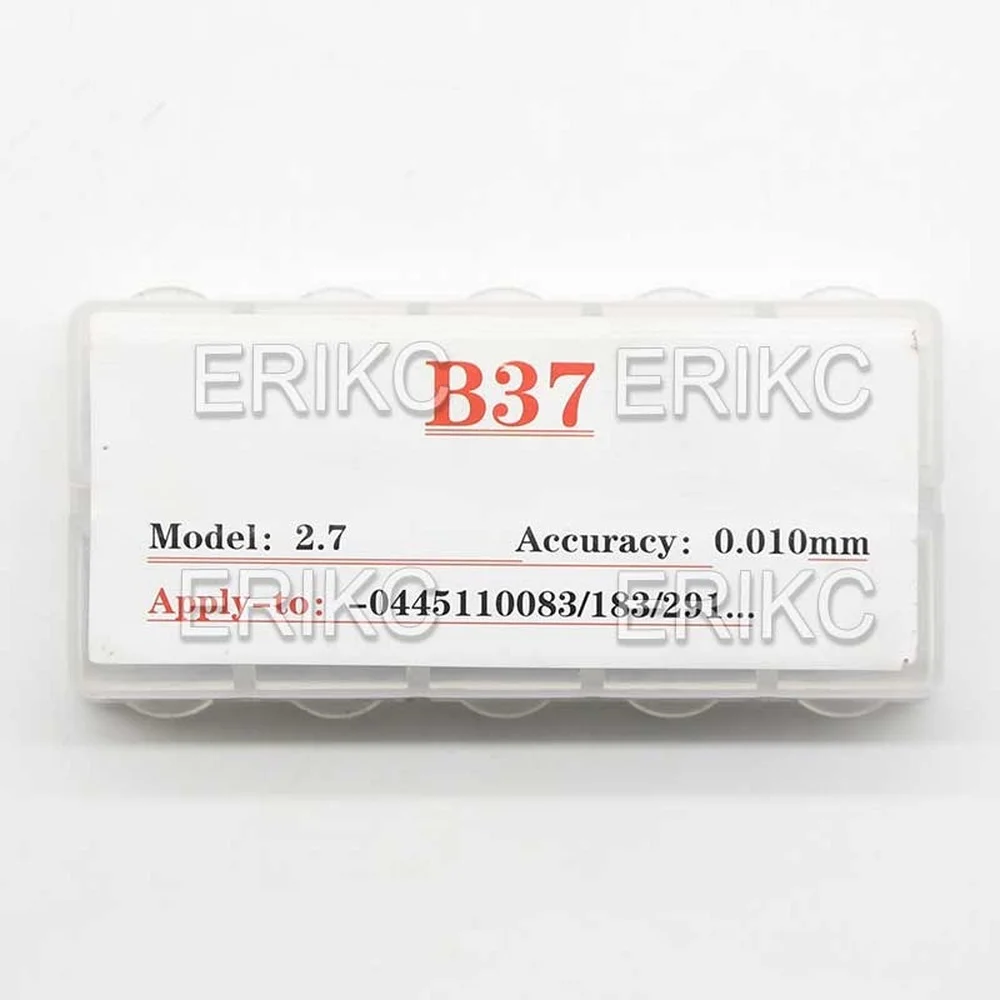 ERIKC B37 ERIKC
Model: 2.7 Accuracy: 0.010mm
Apply-to: -0445110083/183/291...
ERIKC ERIKC